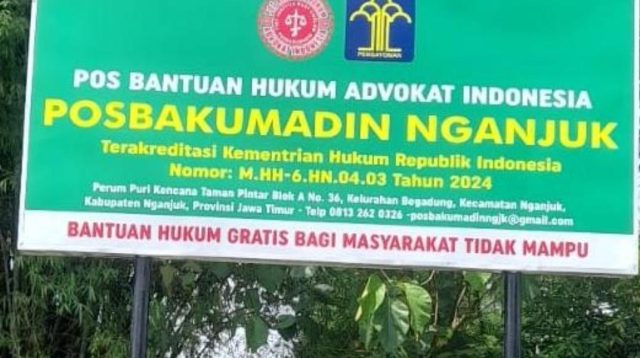 PENGAYOMAN
POS BANTUAN HUKUM ADVOKAT INDONESIA
POSBAKUMADIN NGANJUK
Terakreditasi Kementrian Hukum Republik Indonesia
Nomor: M.HH-6.HN.04.03 Tahun 2024
Perum Puri Kencana Taman Pintar Blok A No. 36, Kelurahan Begadung, Kecamatan Nganjuk,
Kabupaten Nganjuk, Provinsi Jawa Timur - Telp 0813 262 0326 -posbakumadinngjk@gmail.com
BANTUAN HUKUM GRATIS BAGI MASYARAKAT TIDAK MAMPU